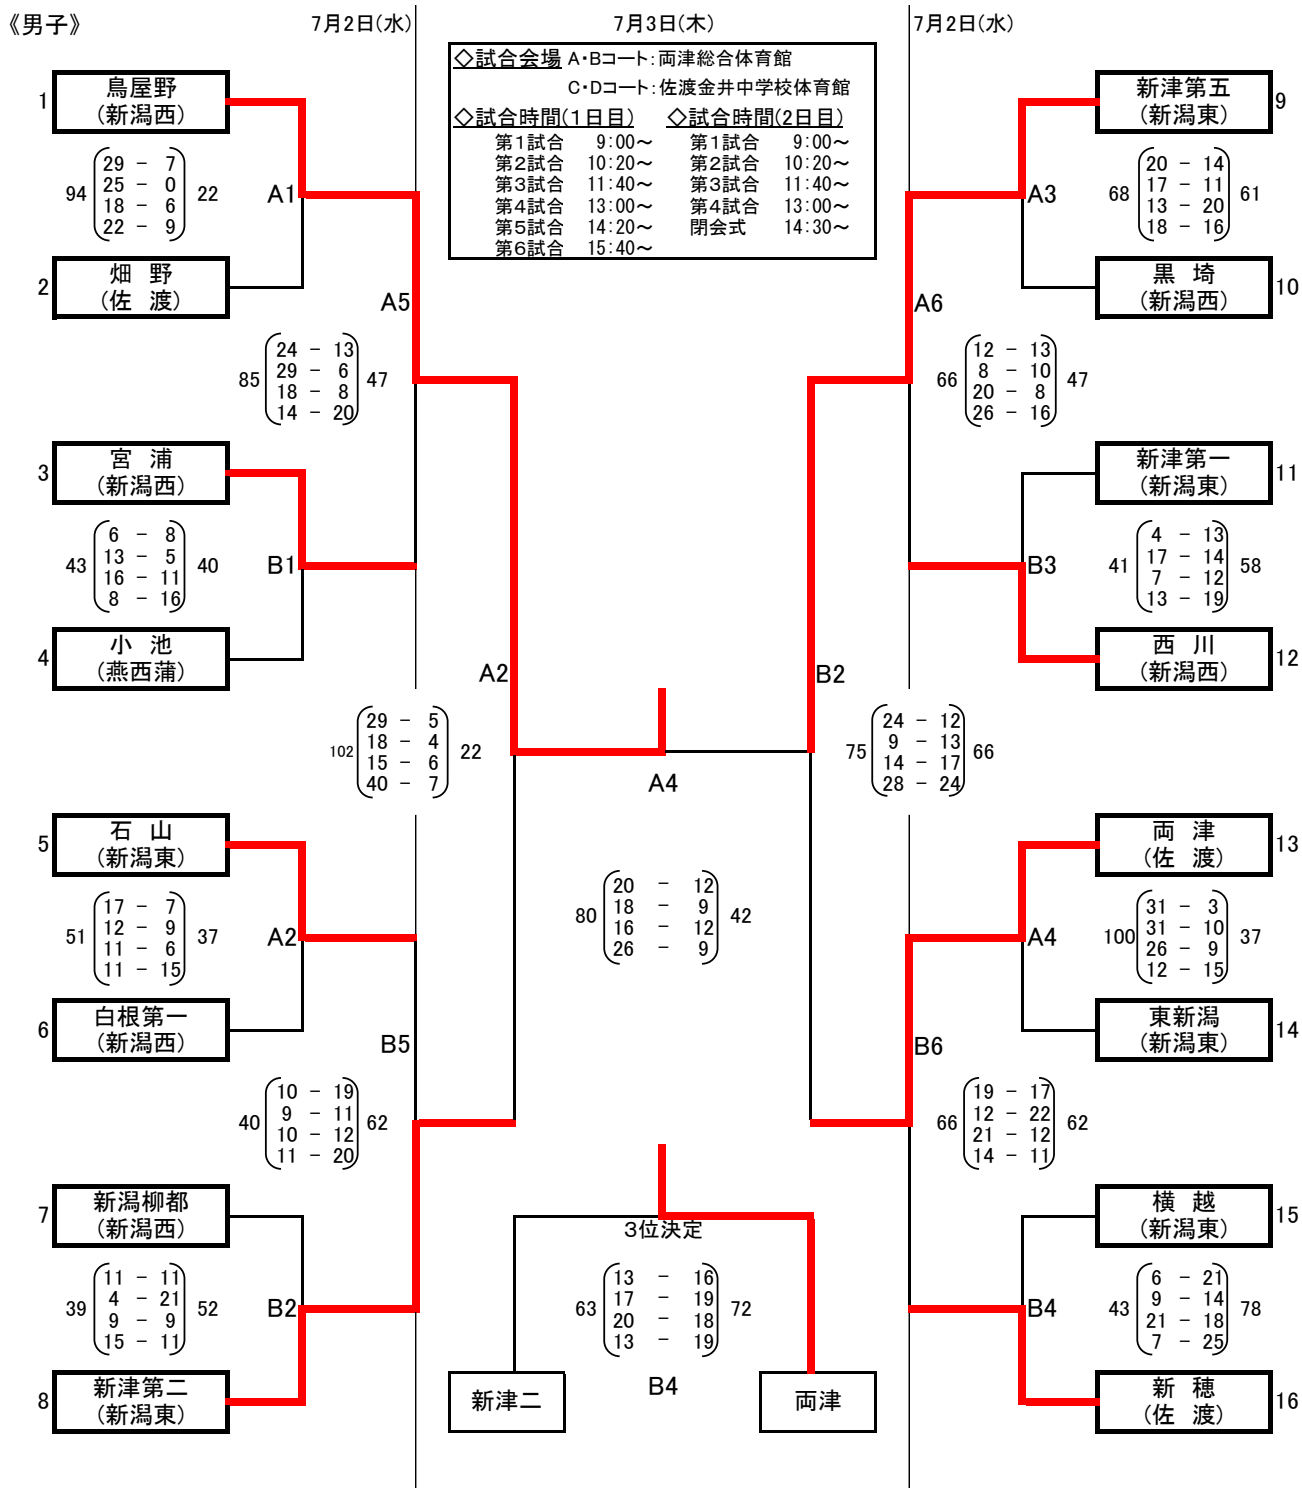 《男子》
7月2日(水)
7月3日(木)
7月2日(水)
◇試合会場 A・Bコート:両津総合体育館
C・Dコート:佐渡金井中学校体育館
◇試合時間(1日目) ◇試合時間(2日目)
第1試合 9:00～ 第1試合 9:00～
第2試合 10:20～ 第2試合 10:20～
第3試合 11:40～ 第3試合 11:40～
第4試合 13:00～ 第4試合 13:00～
第5試合 14:20～ 閉会式 14:30～
第6試合 15:40～
1 鳥屋野
(新潟西)
29 - 7
25 - 0
94 22 A1
18 - 6
22 - 9
2 畑 野
(佐 渡)
A5
24 - 13
29 - 6
85 47
18 - 8
14 - 20
3 宮 浦
(新潟西)
6 - 8
13 - 5
43 40 B1
16 - 11
8 - 16
4 小 池
(燕西蒲)
A2
29 - 5
18 - 4
102 22
15 - 6
40 - 7
5 石 山
(新潟東)
17 - 7
12 - 9
51 37 A2
11 - 6
11 - 15
6 白根第一
(新潟西)
B5
10 - 19
9 - 11
40 62
10 - 12
11 - 20
7 新潟柳都
(新潟西)
11 - 11
4 - 21
39 52 B2
9 - 9
15 - 11
8 新津第二
(新潟東)
A4
20 - 12
18 - 9
80 42
16 - 12
26 - 9
3位決定
13 - 16
17 - 19
63 72
20 - 18
13 - 19
B4
新津二
両津
新津第五 9
(新潟東)
20 - 14
17 - 11
A3 68 61
13 - 20
18 - 16
黒 埼 10
(新潟西)
A6
12 - 13
8 - 10
66 47
20 - 8
26 - 16
新津第一 11
(新潟東)
4 - 13
17 - 14
B3 41 58
7 - 12
13 - 19
西 川 12
(新潟西)
B2
24 - 12
9 - 13
75 66
14 - 17
28 - 24
両 津 13
(佐 渡)
31 - 3
31 - 10
A4 100 37
26 - 9
12 - 15
東新潟 14
(新潟東)
B6
19 - 17
12 - 22
66 62
21 - 12
14 - 11
横 越 15
(新潟東)
6 - 21
9 - 14
B4 43 78
21 - 18
7 - 25
新 穂 16
(佐 渡)